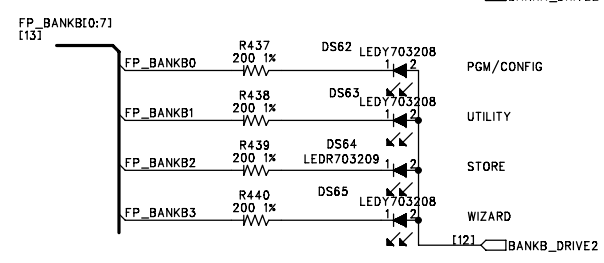 FP_BANKB[0:7]
[13]
R437
200 1%
DS62
LEDY703208
FP_BANKB0
1
2
PGM/CONFIG
R438
200 1%
DS63
LEDY703208
FP_BANKB1
1
2
UTILITY
R439
200 1%
DS64
LEDR703209
FP_BANKB2
1
2
STORE
R440
200 1%
DS65
LEDY703208
FP_BANKB3
1
2
WIZARD
[12]
BANKB_DRIVE2